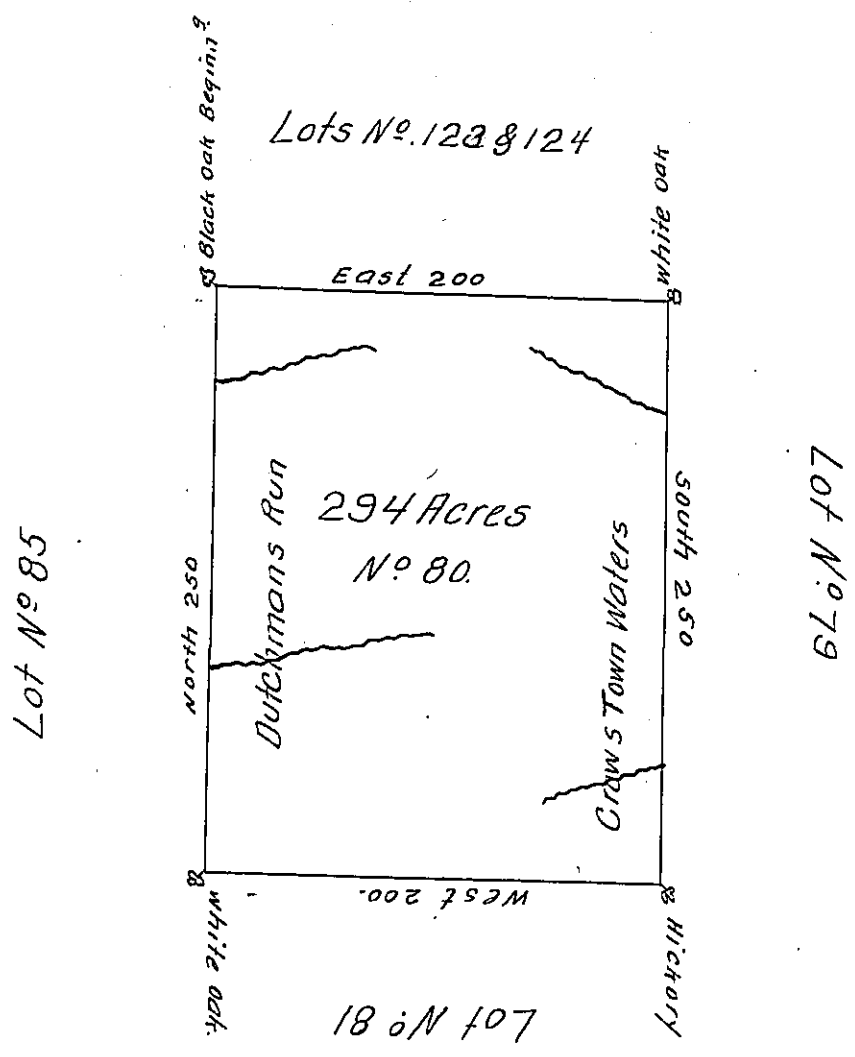 Black Oak Beginn.g
Lots No. 123 & 124
White Oak
East 200
Lot No 85
North 250
Dutchmans Run
294 Acres
No 80.
Craws Town Waters
South 250
Lot No 79
West 200.
White Oak.
Hickory
Lot No 81